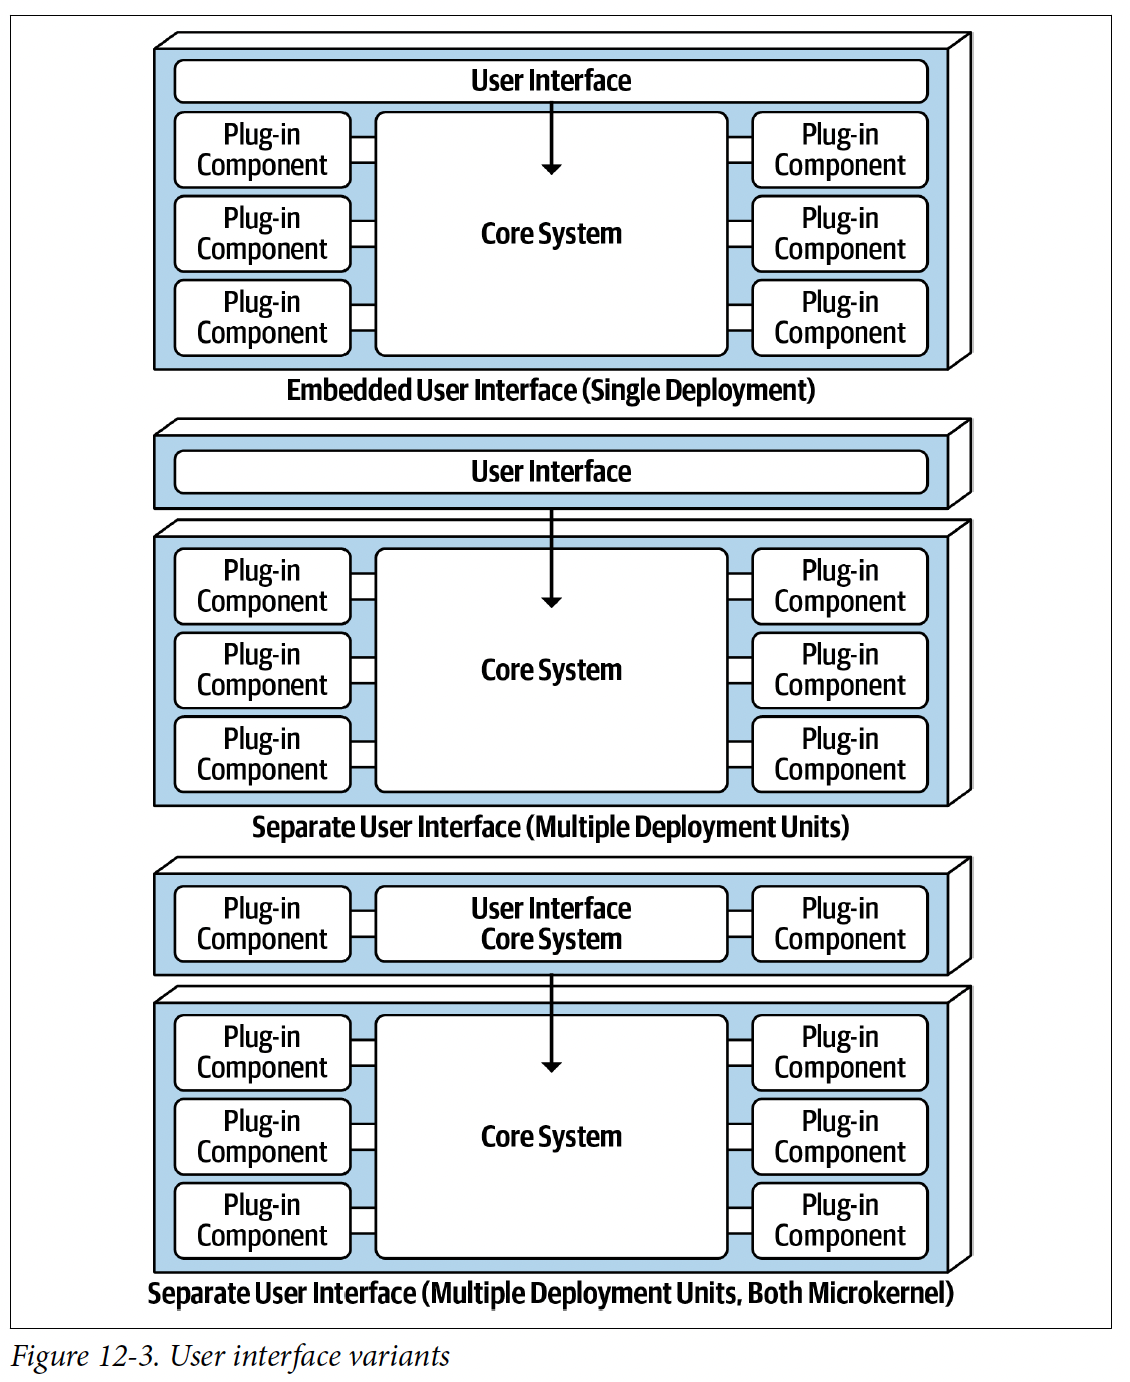 User Interface
Plug-in
Component
Plug-in
Component
Plug-in
Component
Core System
Plug-in
Component
Plug-in
Component
Plug-in
Component
Embedded User Interface (Single Deployment)
User Interface
Plug-in
Component
Plug-in
Component
Plug-in
Component
Core System
Plug-in
Component
Plug-in
Component
Plug-in
Component
Separate User Interface (Multiple Deployment Units)
Plug-in
Component
User Interface
Core System
Plug-in
Component
Plug-in
Component
Plug-in
Component
Plug-in
Component
Core System
Plug-in
Component
Plug-in
Component
Plug-in
Component
Separate User Interface (Multiple Deployment Units, Both Microkernel)
Figure 12-3. User interface variants